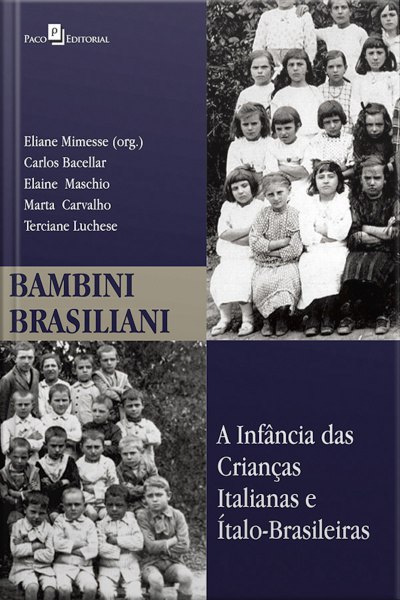 PACO EDITORIAL
Eliane Mimesse (org.)
Carlos Bacellar
Elaine Maschio
Marta Carvalho
Terciane Luchese
BAMBINI
BRASILIANI
A Infância das
Crianças
Italianas e
Ítalo-Brasileiras